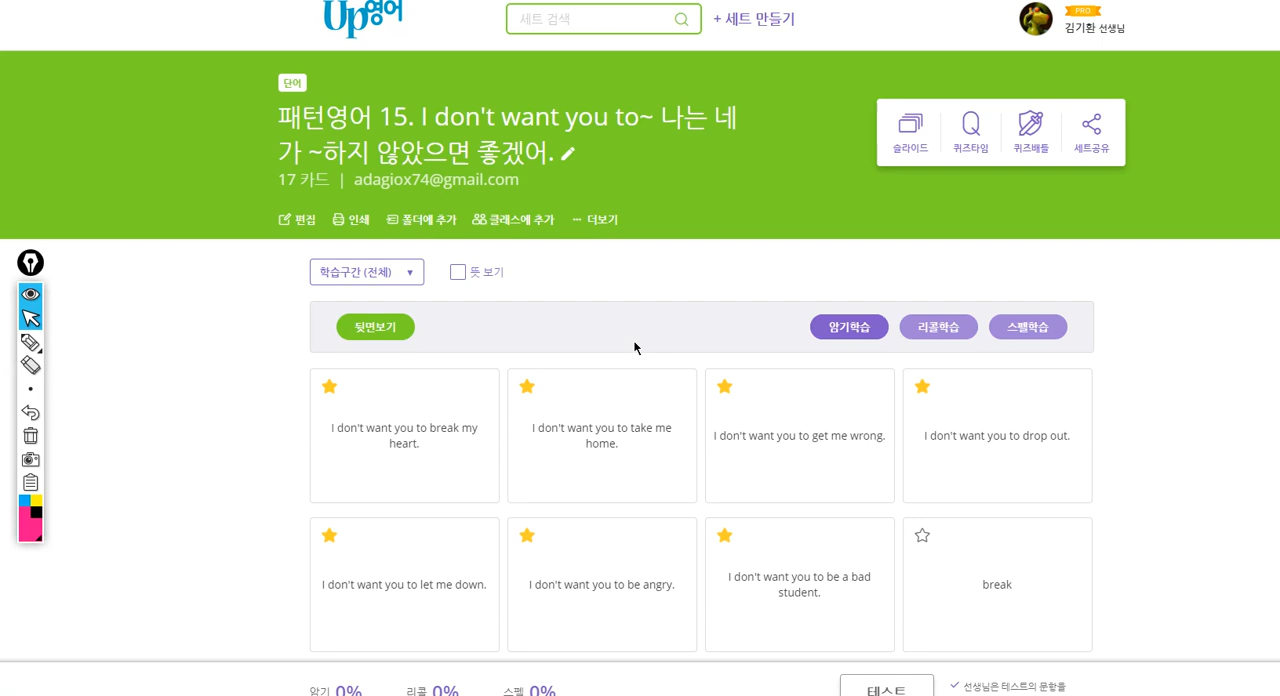 Up영어
세트 검색
+ 세트 만들기
PRO
김기환 선생님
단어
패턴영어 15. I don't want you to~ 나는 네
가 ~하지 않았으면 좋겠어.
17 카드 | adagiox74@gmail.com
슬라이드
퀴즈타임
퀴즈배틀
세트공유
편집
인쇄
폴더에 추가
클래스에 추가
··· 더보기
학습구간 (전체) ▼
뜻 보기
뒷면보기
암기학습
리콜학습
스펠학습
I don't want you to break my
heart.
I don't want you to take me
home.
I don't want you to get me wrong.
I don't want you to drop out.
I don't want you to let me down.
I don't want you to be angry.
I don't want you to be a bad
student.
break
암기 0%
리콜 0%
스펠 0%
테스트
선생님은 테스트의 문항을